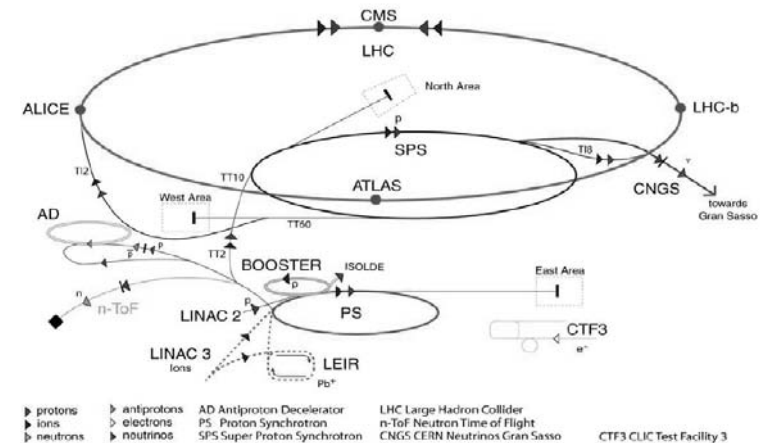 CMS
LHC
North Area
ALICE
LHC-b
p
SPS
TI8
TI2
TT10
ATLAS
CNGS
West Area
towards
Gran Sasso
AD
TT60
p
p
TT2
BOOSTER
ISOLDE
East Area
p
n
n-ToF
p
LINAC 2
PS
CTF3
e⁻
LINAC 3
Ions
LEIR
protons antiprotons AD Antiproton Decelerator LHC Large Hadron Collider
ions electrons PS Proton Synchrotron n-ToF Neutron Time of Flight
neutrons neutrinos SPS Super Proton Synchrotron CNGS CERN Neutrinos Gran Sasso CTF3 CLIC Test Facility 3